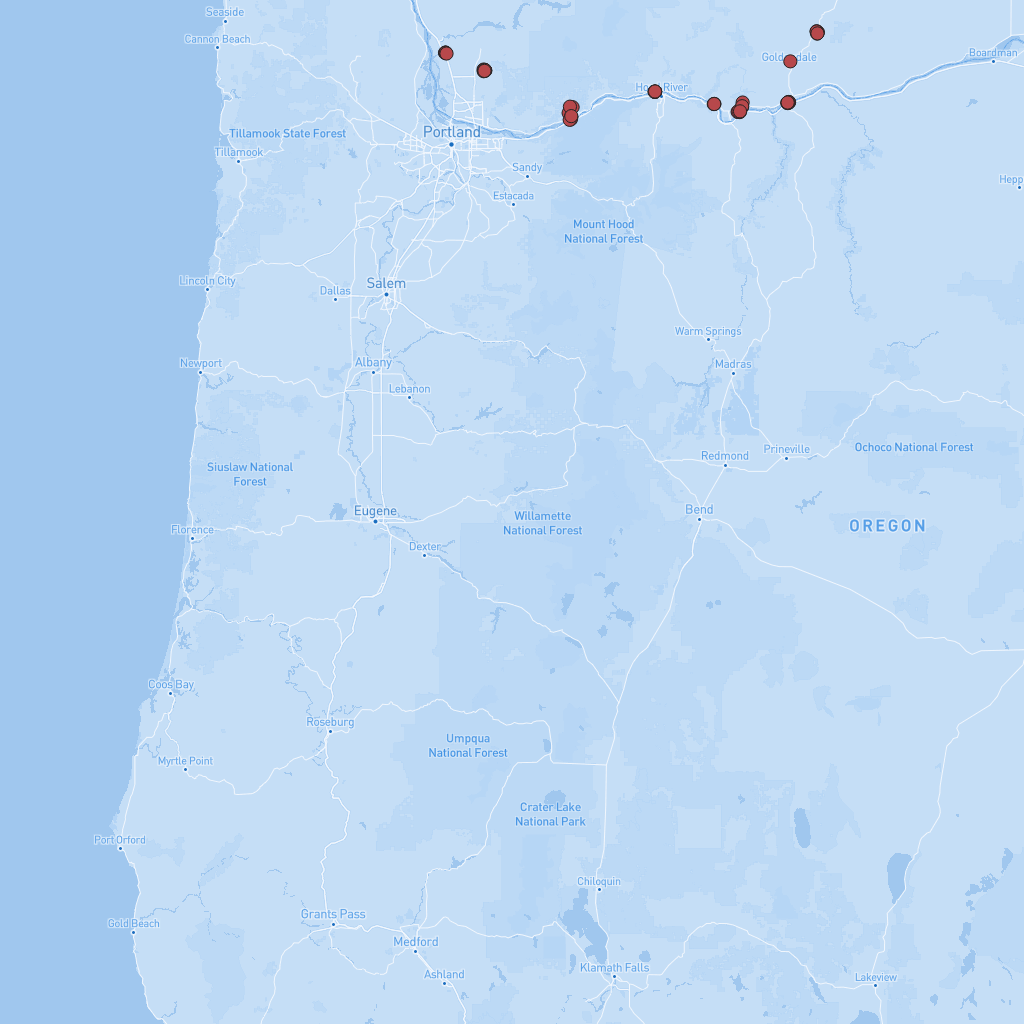 Seaside
Cannon Beach
Boardman
Portland
Tillamook State Forest
Tillamook
Sandy
Estacada
Mount Hood
National Forest
Lincoln City
Salem
Dallas
Warm Springs
Newport
Albany
Madras
Lebanon
Siuslaw National
Forest
Redmond
Prineville
Ochoco National Forest
Eugene
Willamette
National Forest
Bend
OREGON
Florence
Dexter
Coos Bay
Roseburg
Umpqua
National Forest
Myrtle Point
Crater Lake
National Park
Port Orford
Chiloquin
Gold Beach
Grants Pass
Medford
Ashland
Klamath Falls
Lakeview